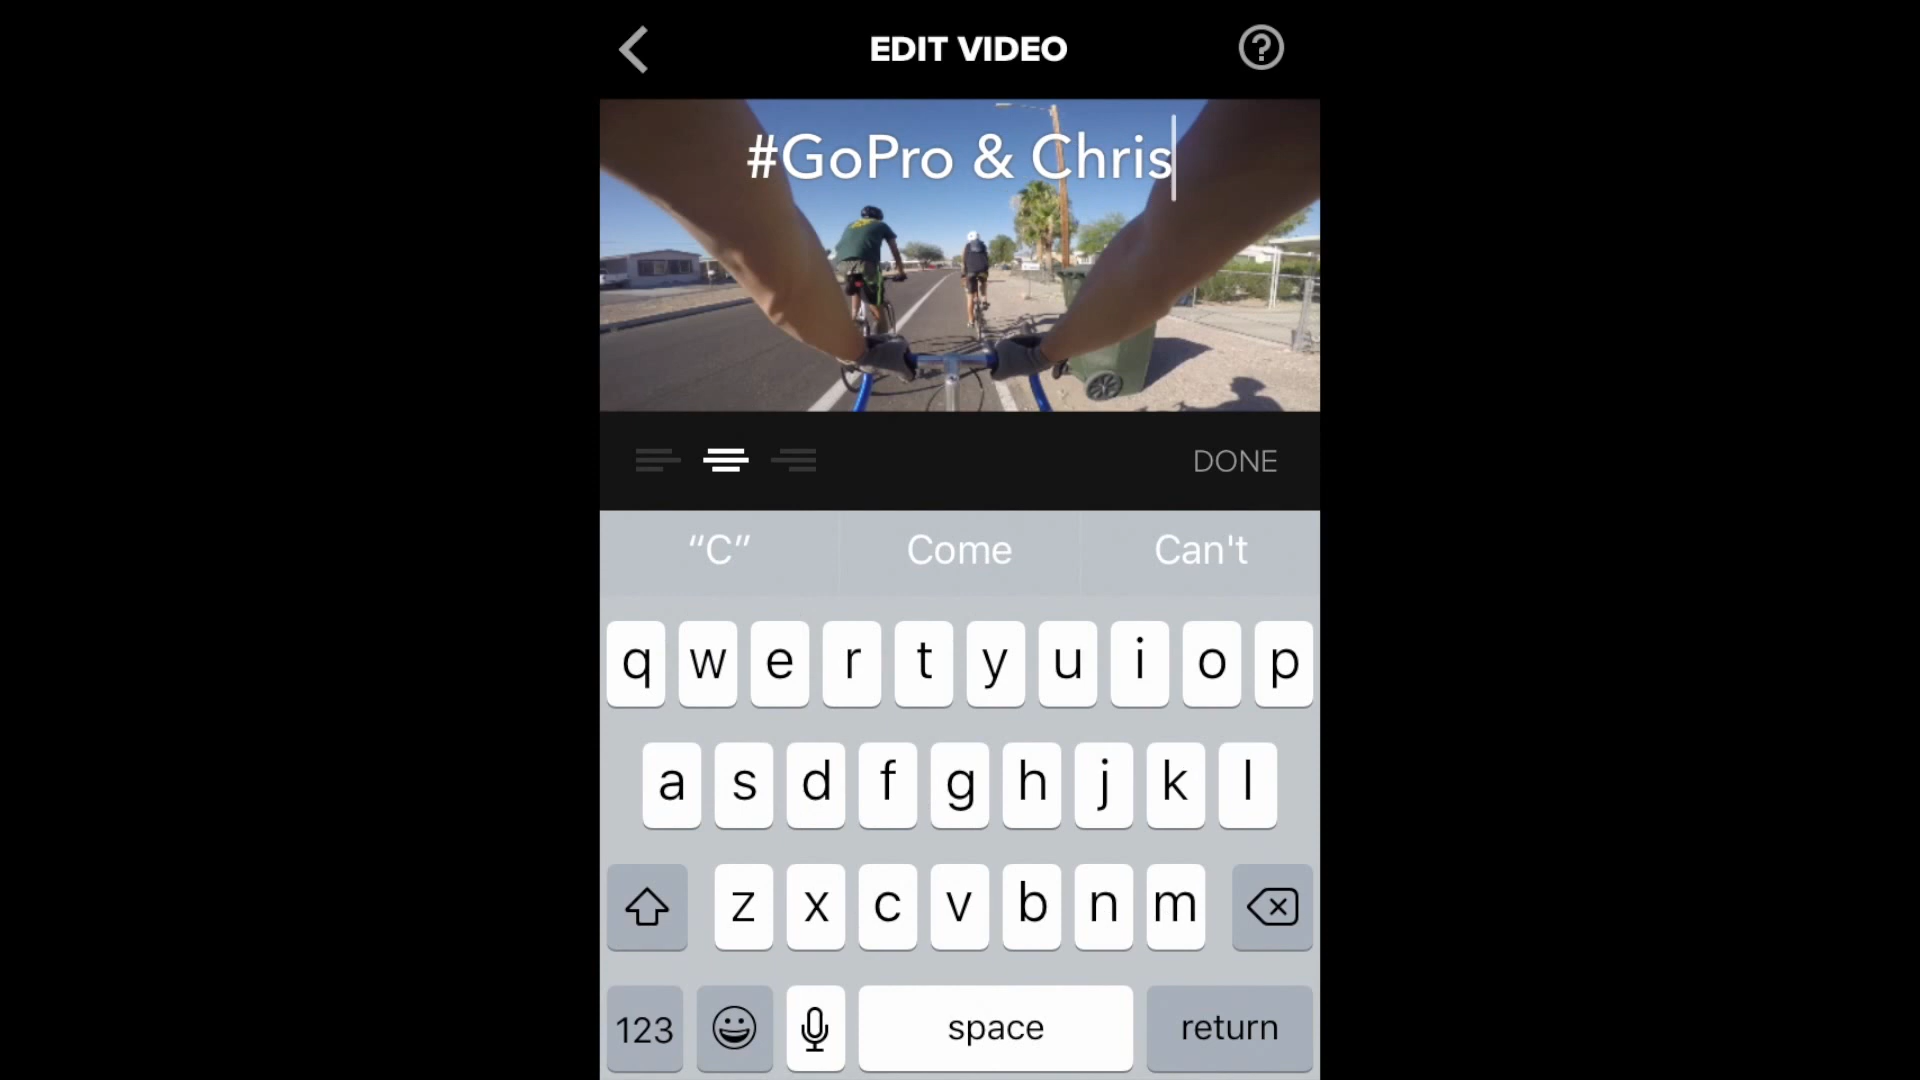 EDIT VIDEO
#GoPro & Chris
DONE
“C” Come Can't
q w e r t y u i o p
a s d f g h j k l
z x c v b n m
123 space return